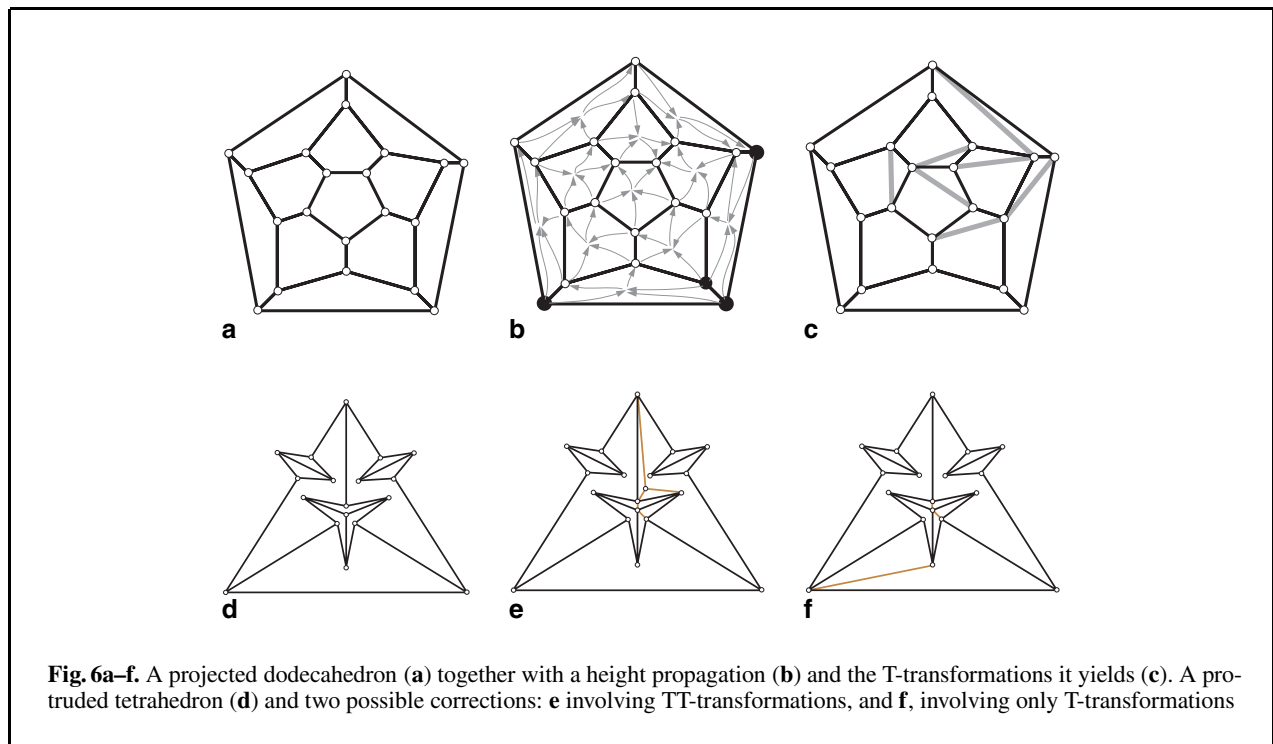 a
b
c
d
e
f
Fig. 6a–f. A projected dodecahedron (a) together with a height propagation (b) and the T-transformations it yields (c). A pro-
truded tetrahedron (d) and two possible corrections: e involving TT-transformations, and f, involving only T-transformations